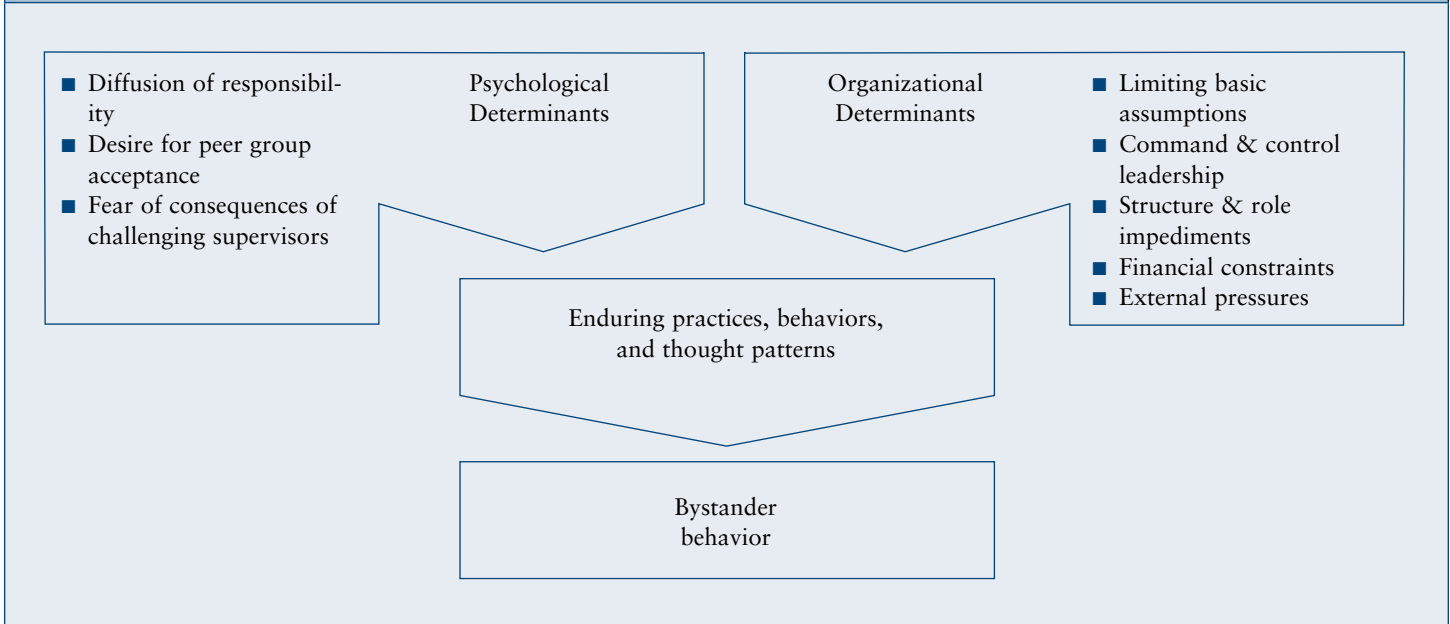 ■ Diffusion of responsibil-
ity
■ Desire for peer group
acceptance
■ Fear of consequences of
challenging supervisors
Psychological
Determinants
Organizational
Determinants
■ Limiting basic
assumptions
■ Command & control
leadership
■ Structure & role
impediments
■ Financial constraints
■ External pressures
Enduring practices, behaviors,
and thought patterns
Bystander
behavior